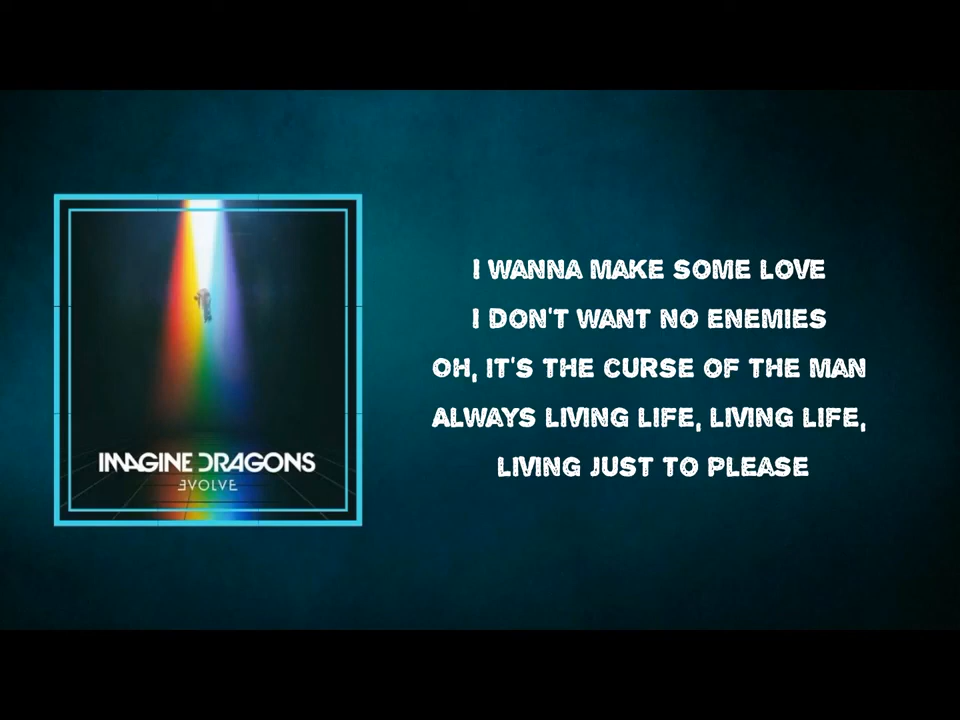 IMAGINE DRAGONS
EVOLVE
I WANNA MAKE SOME LOVE
I DON'T WANT NO ENEMIES
OH, IT'S THE CURSE OF THE MAN
ALWAYS LIVING LIFE, LIVING LIFE,
LIVING JUST TO PLEASE